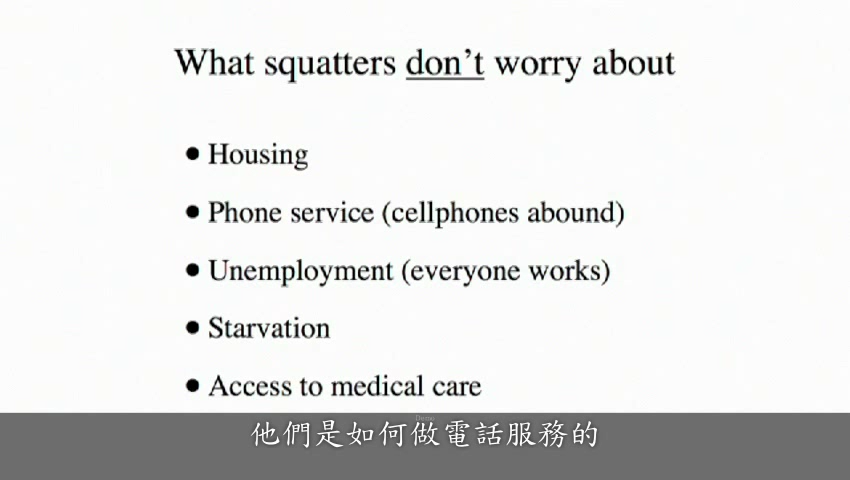 What squatters don't worry about
● Housing
● Phone service (cellphones abound)
● Unemployment (everyone works)
● Starvation
● Access to medical care
他們是如何做電話服務的